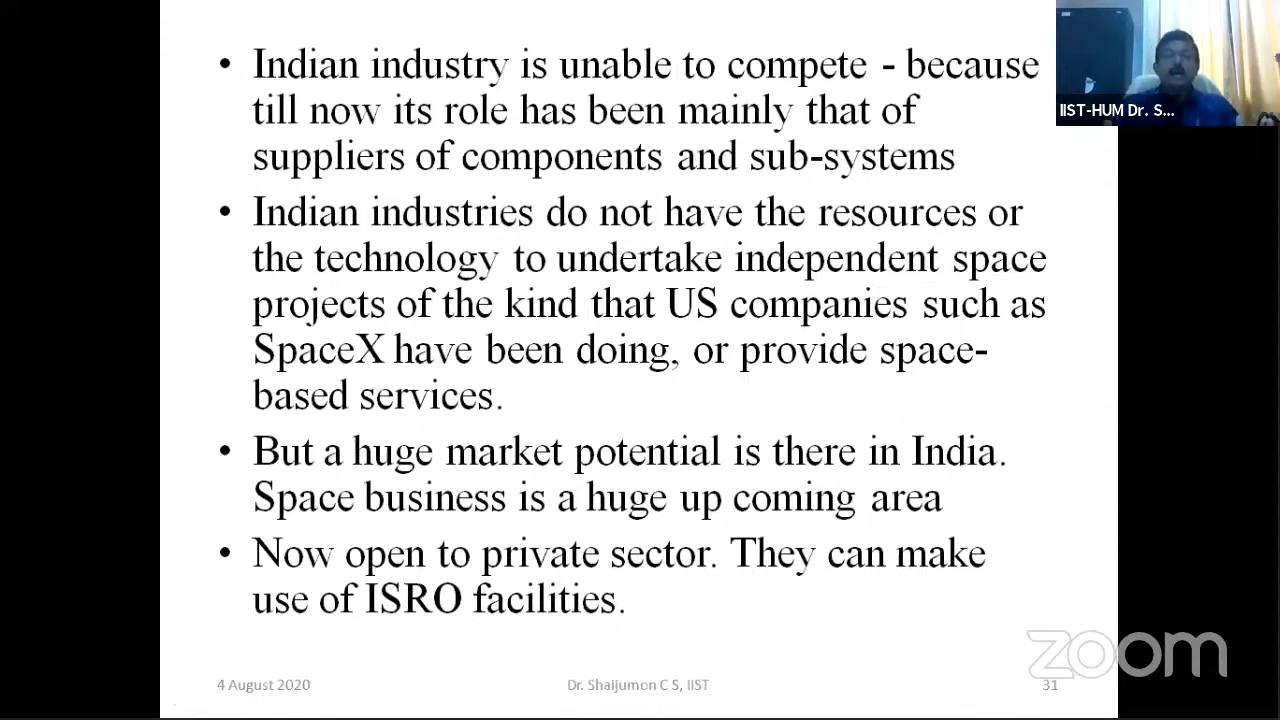 • Indian industry is unable to compete - because
till now its role has been mainly that of
suppliers of components and sub-systems
• Indian industries do not have the resources or
the technology to undertake independent space
projects of the kind that US companies such as
SpaceX have been doing, or provide space-
based services.
• But a huge market potential is there in India.
Space business is a huge up coming area
• Now open to private sector. They can make
use of ISRO facilities.
IIST-HUM Dr. S...
zoom
4 August 2020
Dr. Shaijumon C S, IIST
31